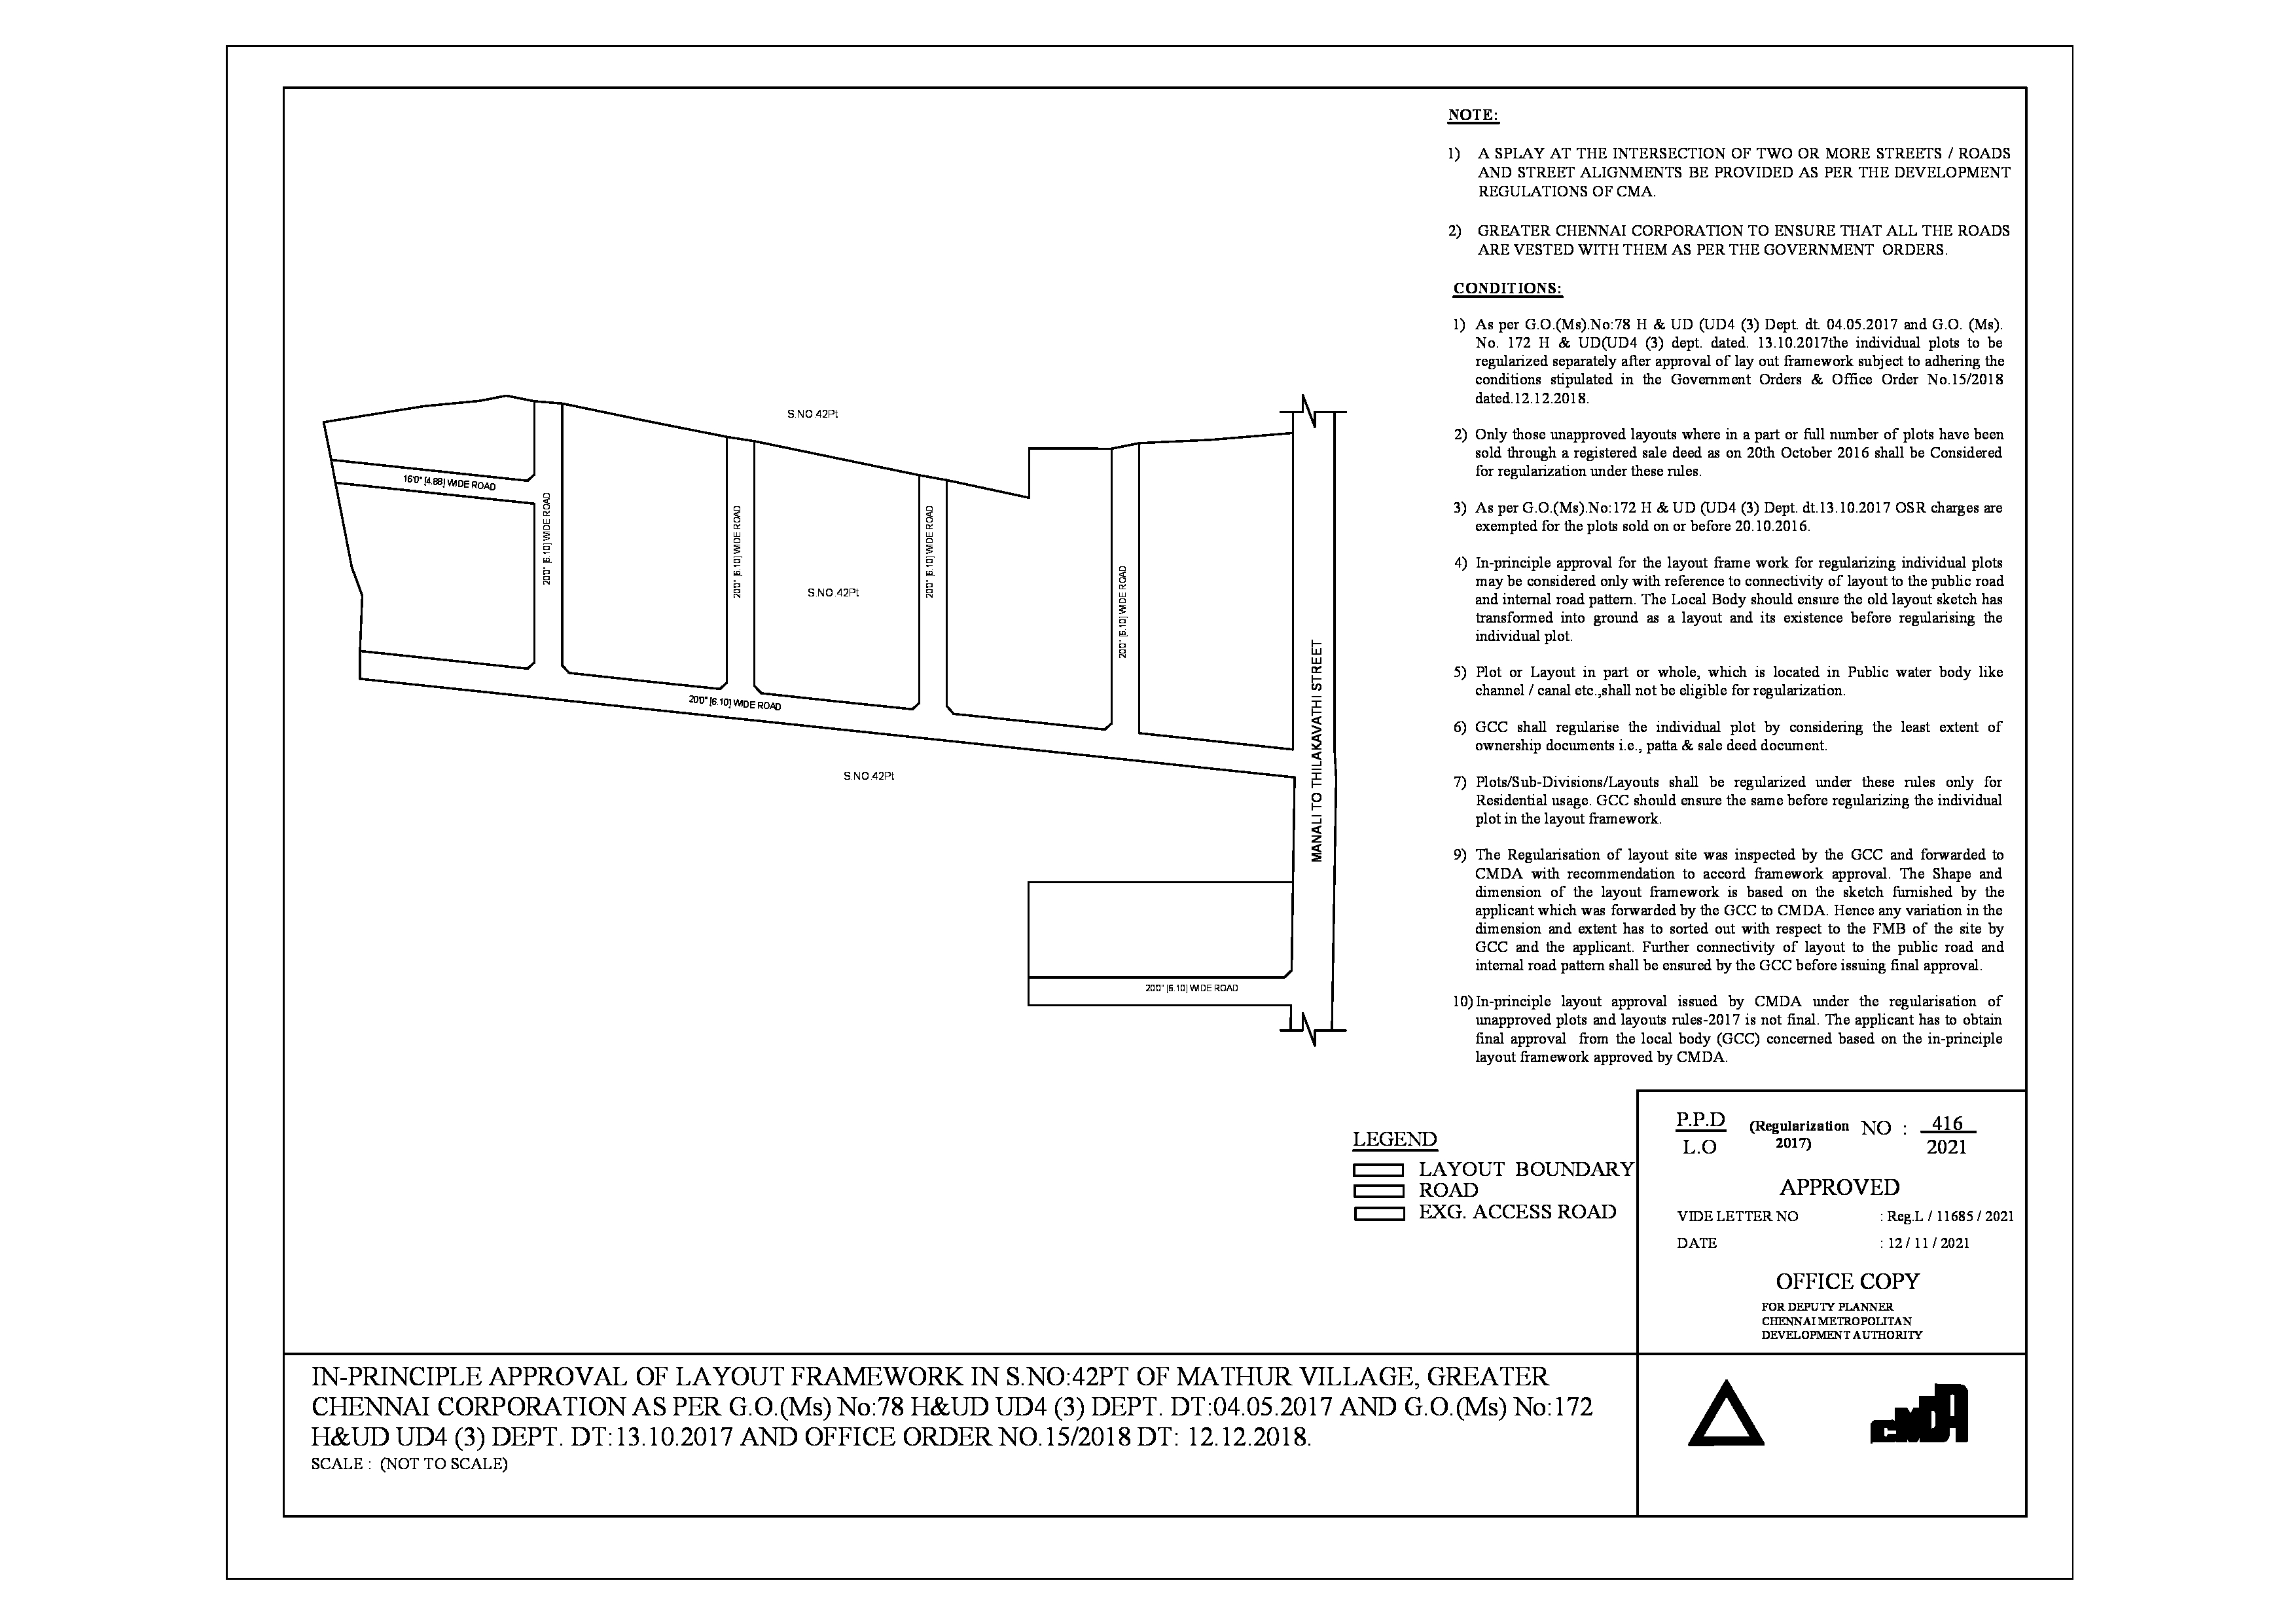 NOTE:
1) A SPLAY AT THE INTERSECTION OF TWO OR MORE STREETS / ROADS
AND STREET ALIGNMENTS BE PROVIDED AS PER THE DEVELOPMENT
REGULATIONS OF CMA.
2) GREATER CHENNAI CORPORATION TO ENSURE THAT ALL THE ROADS
ARE VESTED WITH THEM AS PER THE GOVERNMENT ORDERS.
CONDITIONS:
1) As per G.O.(Ms).No:78 H & UD (UD4 (3) Dept. dt. 04.05.2017 and G.O. (Ms).
No. 172 H & UD(UD4 (3) dept. dated. 13.10.2017the individual plots to be
regularized separately after approval of lay out framework subject to adhering the
conditions stipulated in the Government Orders & Office Order No.15/2018
dated.12.12.2018.
2) Only those unapproved layouts where in a part or full number of plots have been
sold through a registered sale deed as on 20th October 2016 shall be Considered
for regularization under these rules.
3) As per G.O.(Ms).No:172 H & UD (UD4 (3) Dept. dt.13.10.2017 OSR charges are
exempted for the plots sold on or before 20.10.2016.
4) In-principle approval for the layout frame work for regularizing individual plots
may be considered only with reference to connectivity of layout to the public road
and internal road pattern. The Local Body should ensure the old layout sketch has
transformed into ground as a layout and its existence before regularising the
individual plot.
5) Plot or Layout in part or whole, which is located in Public water body like
channel / canal etc.,shall not be eligible for regularization.
6) GCC shall regularise the individual plot by considering the least extent of
ownership documents i.e., patta & sale deed document.
7) Plots/Sub-Divisions/Layouts shall be regularized under these rules only for
Residential usage. GCC should ensure the same before regularizing the individual
plot in the layout framework.
9) The Regularisation of layout site was inspected by the GCC and forwarded to
CMDA with recommendation to accord framework approval. The Shape and
dimension of the layout framework is based on the sketch furnished by the
applicant which was forwarded by the GCC to CMDA. Hence any variation in the
dimension and extent has to sorted out with respect to the FMB of the site by
GCC and the applicant. Further connectivity of layout to the public road and
internal road pattern shall be ensured by the GCC before issuing final approval.
10) In-principle layout approval issued by CMDA under the regularisation of
unapproved plots and layouts rules-2017 is not final. The applicant has to obtain
final approval from the local body (GCC) concerned based on the in-principle
layout framework approved by CMDA.
S.NO.42Pt
16'0" [4.88] WIDE ROAD
20'0" [6.10] WIDE ROAD
20'0" [6.10] WIDE ROAD
20'0" [6.10] WIDE ROAD
20'0" [6.10] WIDE ROAD
S.NO.42Pt
20'0" [6.10] WIDE ROAD
S.NO.42Pt
MANALI TO THILAKAVATHI STREET
20'0" [6.10] WIDE ROAD
LEGEND
LAYOUT BOUNDARY
ROAD
EXG. ACCESS ROAD
P.P.D
L.O
(Regularization
2017)
NO :
416
2021
APPROVED
VIDE LETTER NO : Reg.L / 11685 / 2021
DATE : 12 / 11 / 2021
OFFICE COPY
FOR DEPUTY PLANNER
CHENNAI METROPOLITAN
DEVELOPMENT AUTHORITY
IN-PRINCIPLE APPROVAL OF LAYOUT FRAMEWORK IN S.NO:42PT OF MATHUR VILLAGE, GREATER
CHENNAI CORPORATION AS PER G.O.(Ms) No:78 H&UD UD4 (3) DEPT. DT:04.05.2017 AND G.O.(Ms) No:172
H&UD UD4 (3) DEPT. DT:13.10.2017 AND OFFICE ORDER NO.15/2018 DT: 12.12.2018.
SCALE : (NOT TO SCALE)
CMDA